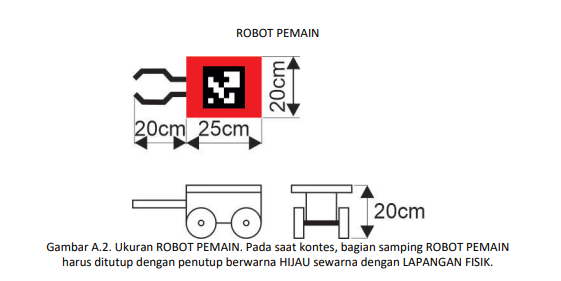 ROBOT PEMAIN
20cm
20cm 25cm
20cm
Gambar A.2. Ukuran ROBOT PEMAIN. Pada saat kontes, bagian samping ROBOT PEMAIN
harus ditutup dengan penutup berwarna HIJAU sewarna dengan LAPANGAN FISIK.